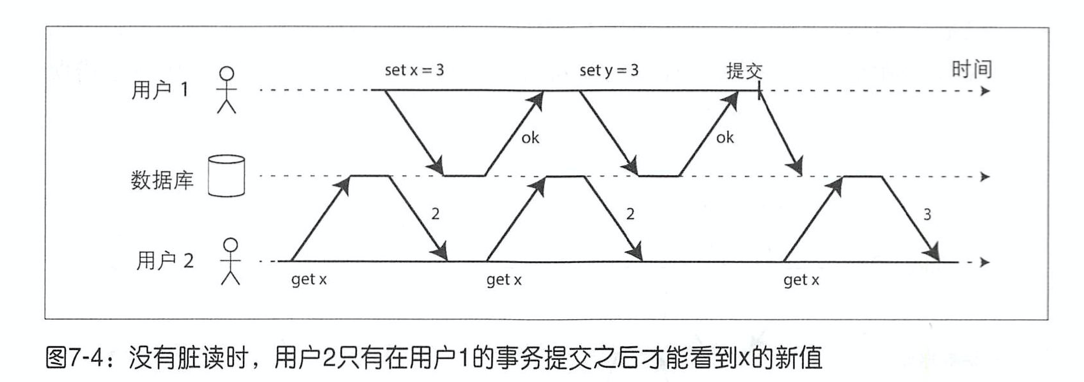 set x = 3
set y = 3
提交
时间
用户 1
ok
ok
数据库
2
2
3
用户 2
get x
get x
get x
图7-4：没有脏读时，用户2只有在用户1的事务提交之后才能看到x的新值